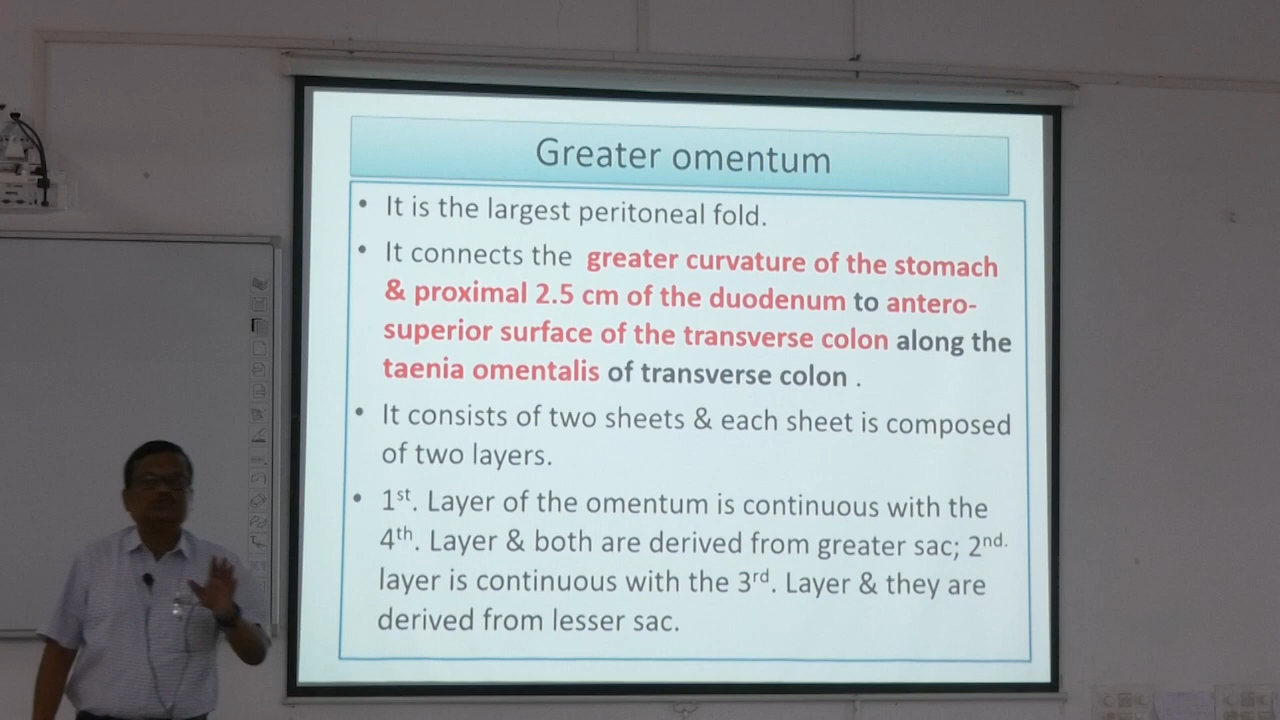 Greater omentum
• It is the largest peritoneal fold.
• It connects the greater curvature of the stomach
& proximal 2.5 cm of the duodenum to antero-
superior surface of the transverse colon along the
taenia omentalis of transverse colon .
• It consists of two sheets & each sheet is composed
of two layers.
• 1st. Layer of the omentum is continuous with the
4th. Layer & both are derived from greater sac; 2nd.
layer is continuous with the 3rd. Layer & they are
derived from lesser sac.